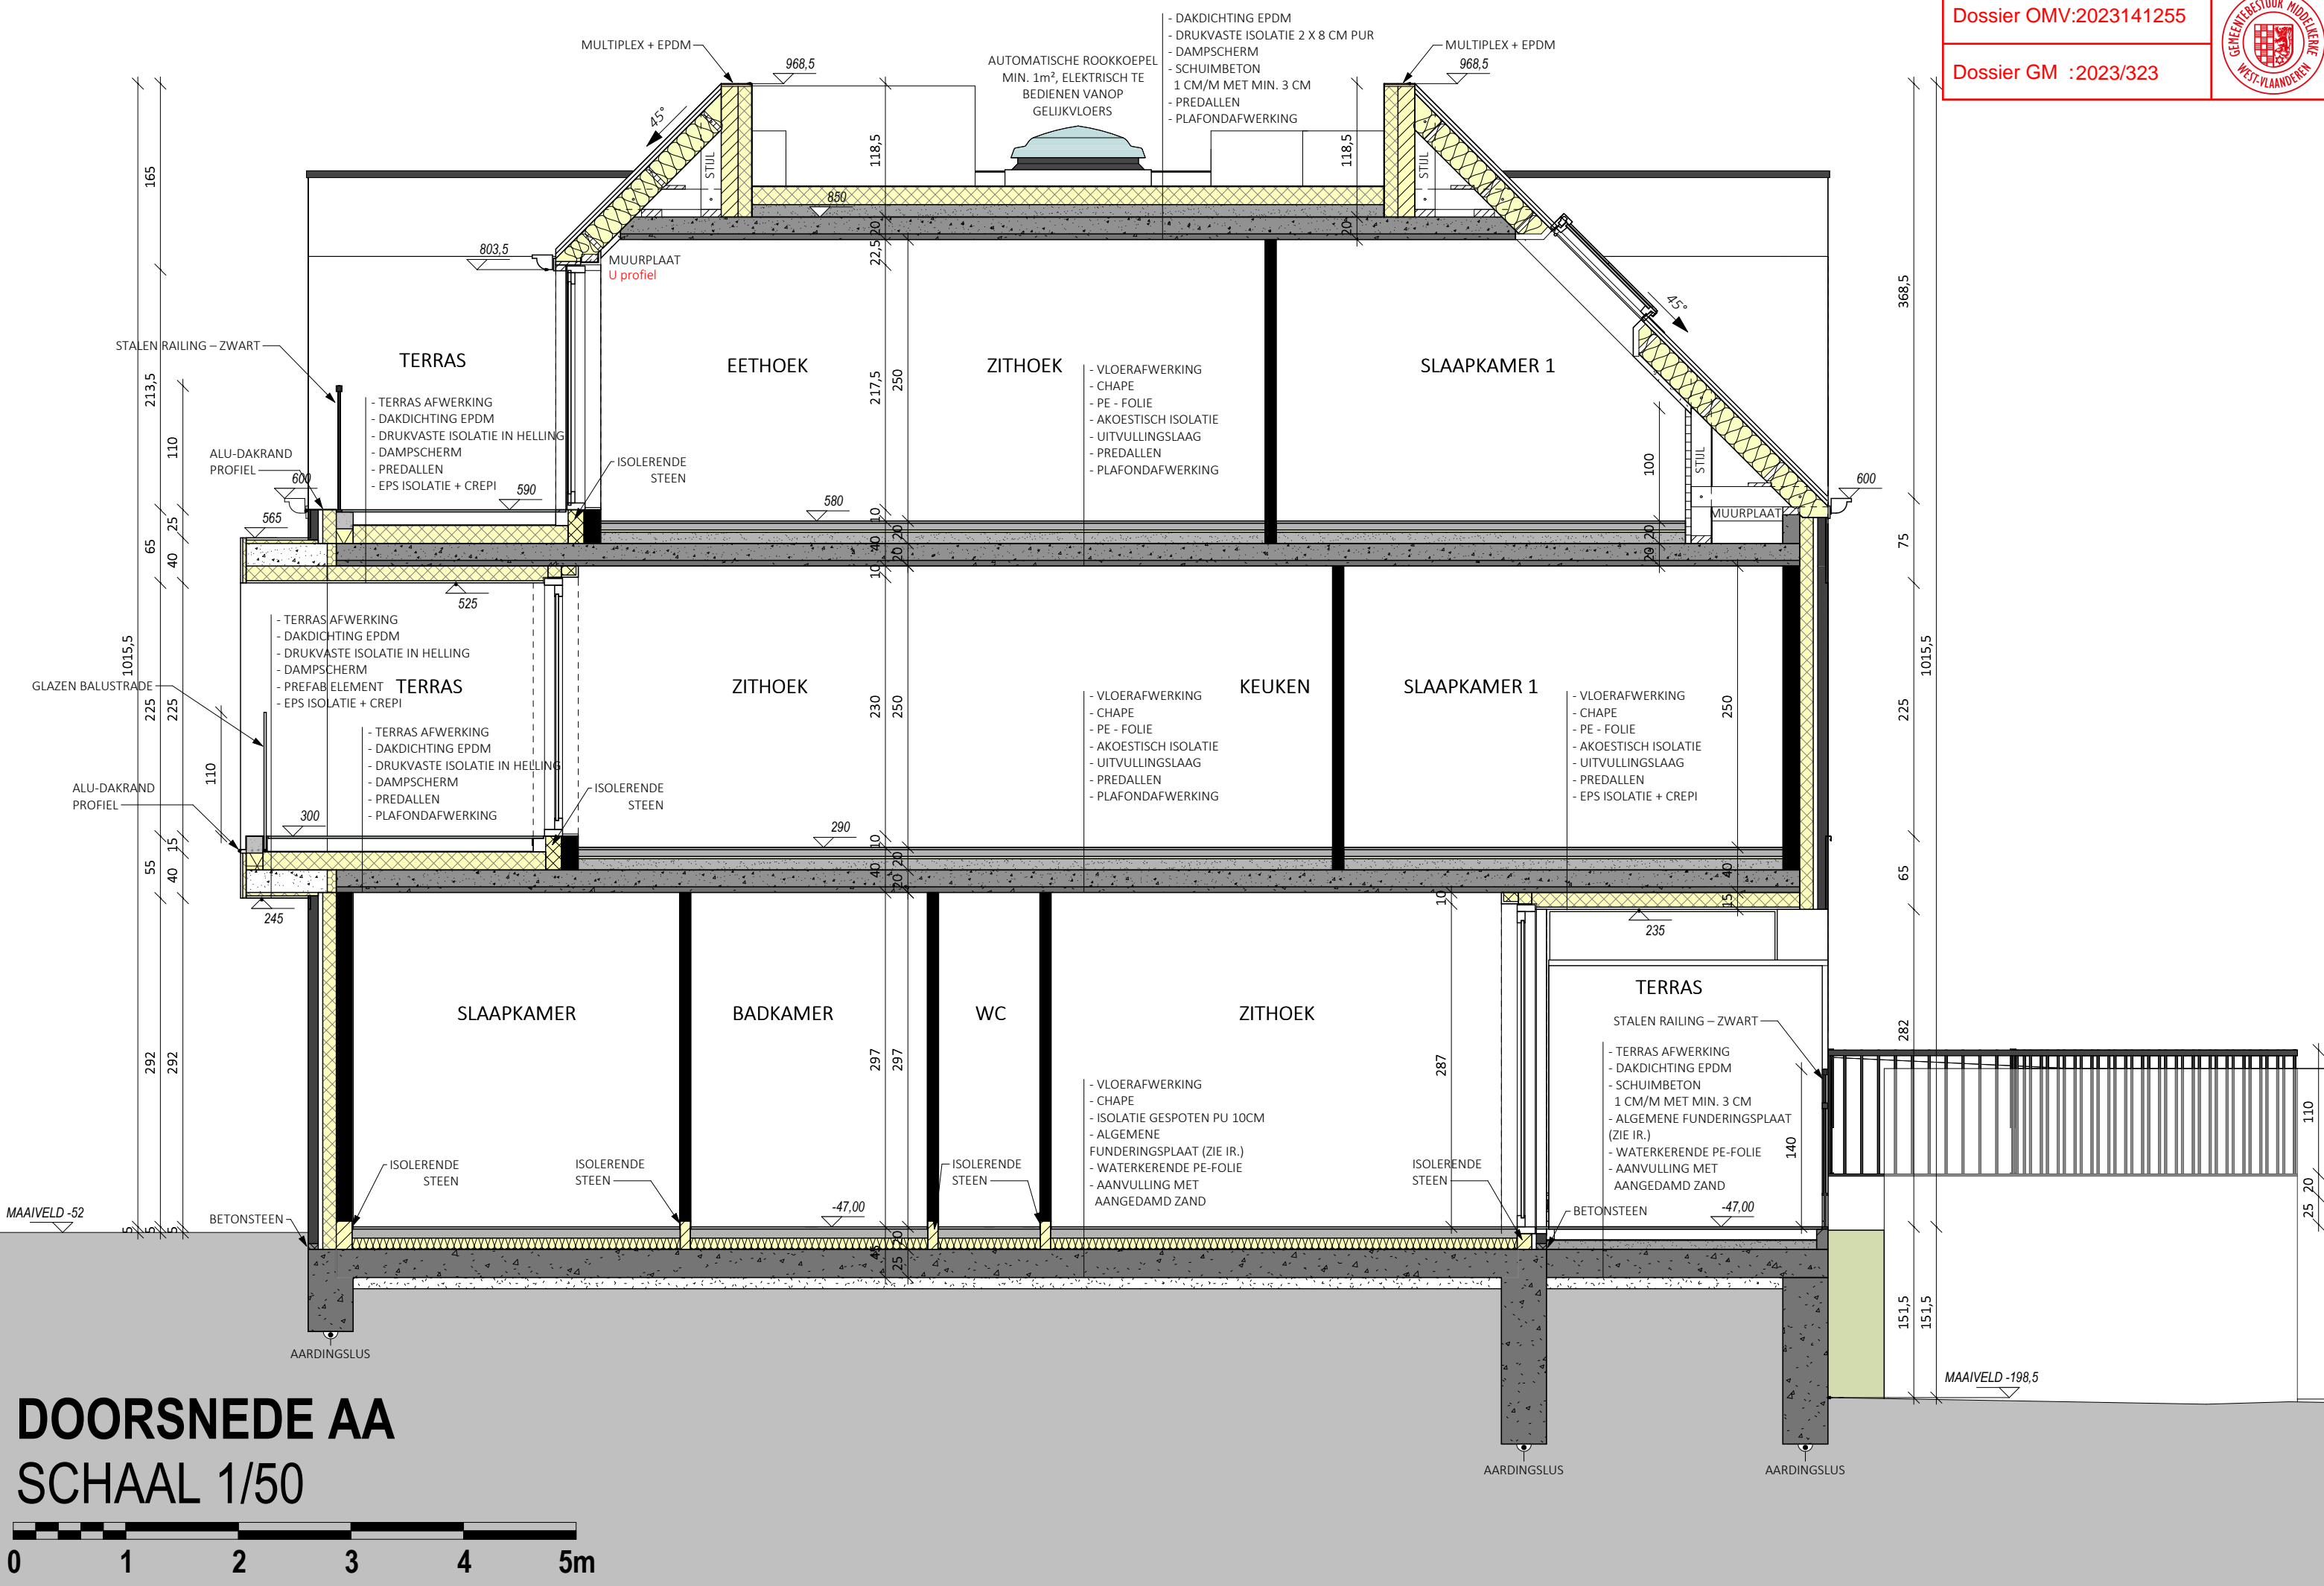 Dossier OMV:2023141255
Dossier GM : 2023/323
GEMEENTEBESTUUR MIDDELKERKE
WEST-VLAANDEREN
MULTIPLEX + EPDM
968,5
AUTOMATISCHE ROOKKOEPEL
MIN. 1m², ELEKTRISCH TE
BEDIENEN VANOP
GELIJKVLOERS
- DAKDICHTING EPDM
- DRUKVASTE ISOLATIE 2 X 8 CM PUR
- DAMPSCHERM
- SCHUIMBETON
1 CM/M MET MIN. 3 CM
- PREDALLEN
- PLAFONDAFWERKING
MULTIPLEX + EPDM
968,5
45°
STIJL
118,5
118,5
STIJL
165
850
20
20
803,5
22,5
MUURPLAAT
U profiel
45°
368,5
STALEN RAILING – ZWART
TERRAS
EETHOEK
ZITHOEK
SLAAPKAMER 1
213,5
110
217,5
250
- TERRAS AFWERKING
- DAKDICHTING EPDM
- DRUKVASTE ISOLATIE IN HELLING
- DAMPSCHERM
- PREDALLEN
- EPS ISOLATIE + CREPI
- VLOERAFWERKING
- CHAPE
- PE - FOLIE
- AKOESTISCH ISOLATIE
- UITVULLINGSLAAG
- PREDALLEN
- PLAFONDAFWERKING
ALU-DAKRAND
PROFIEL
ISOLERENDE
STEEN
100
STIJL
600
600
590
580
565
MUURPLAAT
65
25
40
10
40
10
20
20
20
20
75
525
1015,5
1015,5
- TERRAS AFWERKING
- DAKDICHTING EPDM
- DRUKVASTE ISOLATIE IN HELLING
- DAMPSCHERM
- PREFAB ELEMENT
- EPS ISOLATIE + CREPI
GLAZEN BALUSTRADE
TERRAS
ZITHOEK
KEUKEN
SLAAPKAMER 1
225
225
230
250
250
225
- TERRAS AFWERKING
- DAKDICHTING EPDM
- DRUKVASTE ISOLATIE IN HELLING
- DAMPSCHERM
- PREDALLEN
- PLAFONDAFWERKING
- VLOERAFWERKING
- CHAPE
- PE - FOLIE
- AKOESTISCH ISOLATIE
- UITVULLINGSLAAG
- PREDALLEN
- PLAFONDAFWERKING
- VLOERAFWERKING
- CHAPE
- PE - FOLIE
- AKOESTISCH ISOLATIE
- UITVULLINGSLAAG
- PREDALLEN
- EPS ISOLATIE + CREPI
110
ALU-DAKRAND
PROFIEL
ISOLERENDE
STEEN
300
290
55
15
40
10
40
20
20
40
15
65
10
245
235
SLAAPKAMER
BADKAMER
WC
ZITHOEK
TERRAS
STALEN RAILING – ZWART
292
292
297
297
287
282
- VLOERAFWERKING
- CHAPE
- ISOLATIE GESPOTEN PU 10CM
- ALGEMENE
FUNDERINGSPLAAT (ZIE IR.)
- WATERKERENDE PE-FOLIE
- AANVULLING MET
AANGEDAMD ZAND
- TERRAS AFWERKING
- DAKDICHTING EPDM
- SCHUIMBETON
1 CM/M MET MIN. 3 CM
- ALGEMENE FUNDERINGSPLAAT
(ZIE IR.)
- WATERKERENDE PE-FOLIE
- AANVULLING MET
AANGEDAMD ZAND
140
110
20
25
ISOLERENDE
STEEN
ISOLERENDE
STEEN
ISOLERENDE
STEEN
ISOLERENDE
STEEN
MAAIVELD -52
BETONSTEEN
-47,00
BETONSTEEN
-47,00
5
5
5
45
20
25
151,5
151,5
AARDINGSLUS
MAAIVELD -198,5
AARDINGSLUS
AARDINGSLUS
DOORSNEDE AA
SCHAAL 1/50
0 1 2 3 4 5m